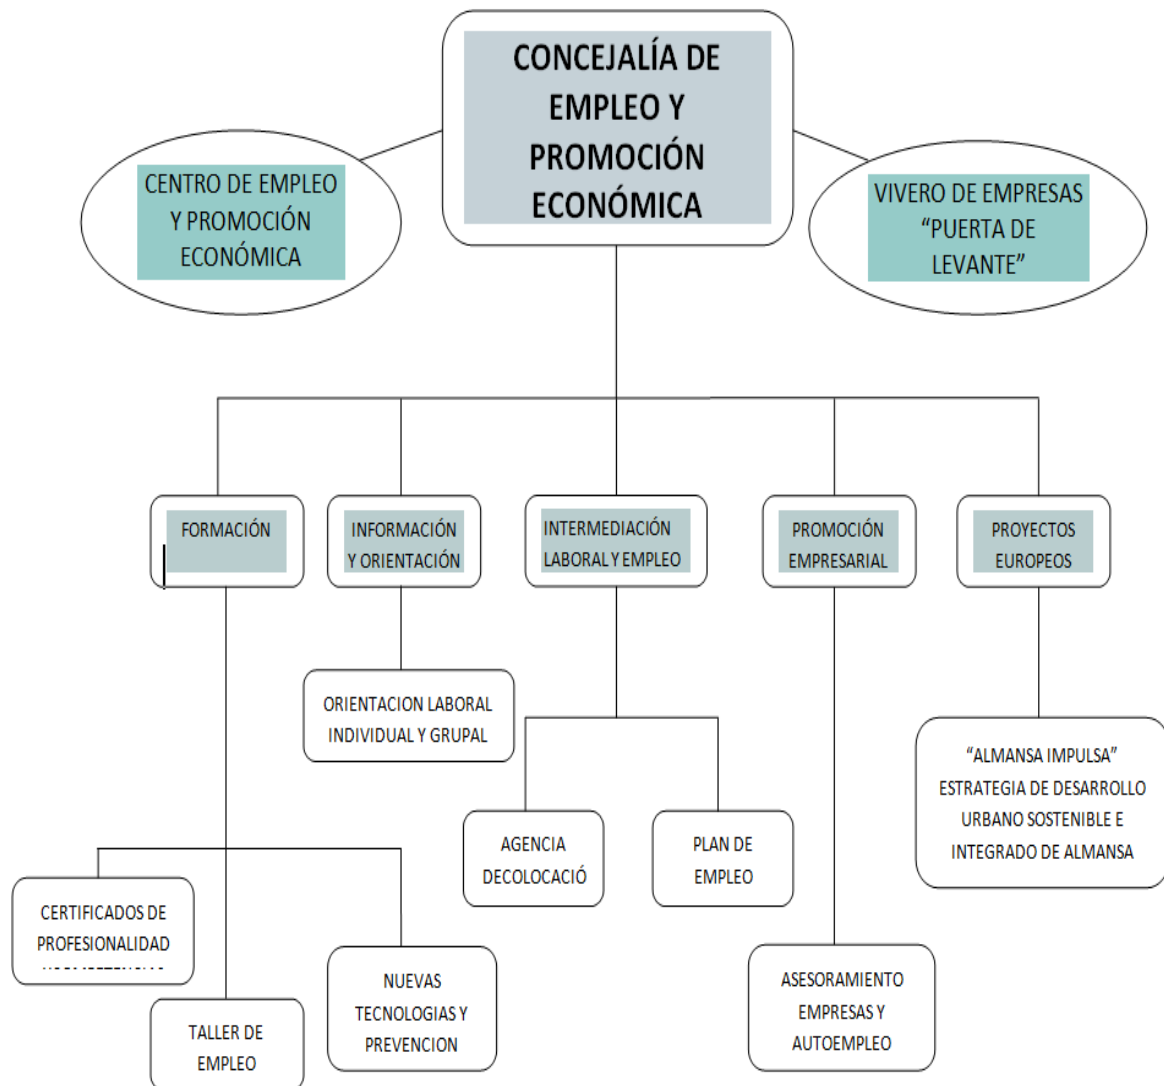 CONCEJALÍA DE
EMPLEO Y
PROMOCIÓN
ECONÓMICA
CENTRO DE EMPLEO
Y PROMOCIÓN
ECONÓMICA
VIVERO DE EMPRESAS
“PUERTA DE
LEVANTE”
FORMACIÓN
INFORMACIÓN
Y ORIENTACIÓN
INTERMEDIACIÓN
LABORAL Y EMPLEO
PROMOCIÓN
EMPRESARIAL
PROYECTOS
EUROPEOS
ORIENTACION LABORAL
INDIVIDUAL Y GRUPAL
“ALMANSA IMPULSA”
ESTRATEGIA DE DESARROLLO
URBANO SOSTENIBLE E
INTEGRADO DE ALMANSA
AGENCIA
DECOLOCACIÓ
PLAN DE
EMPLEO
CERTIFICADOS DE
PROFESIONALIDAD
NUEVAS
TECNOLOGIAS Y
PREVENCION
ASESORAMIENTO
EMPRESAS Y
AUTOEMPLEO
TALLER DE
EMPLEO